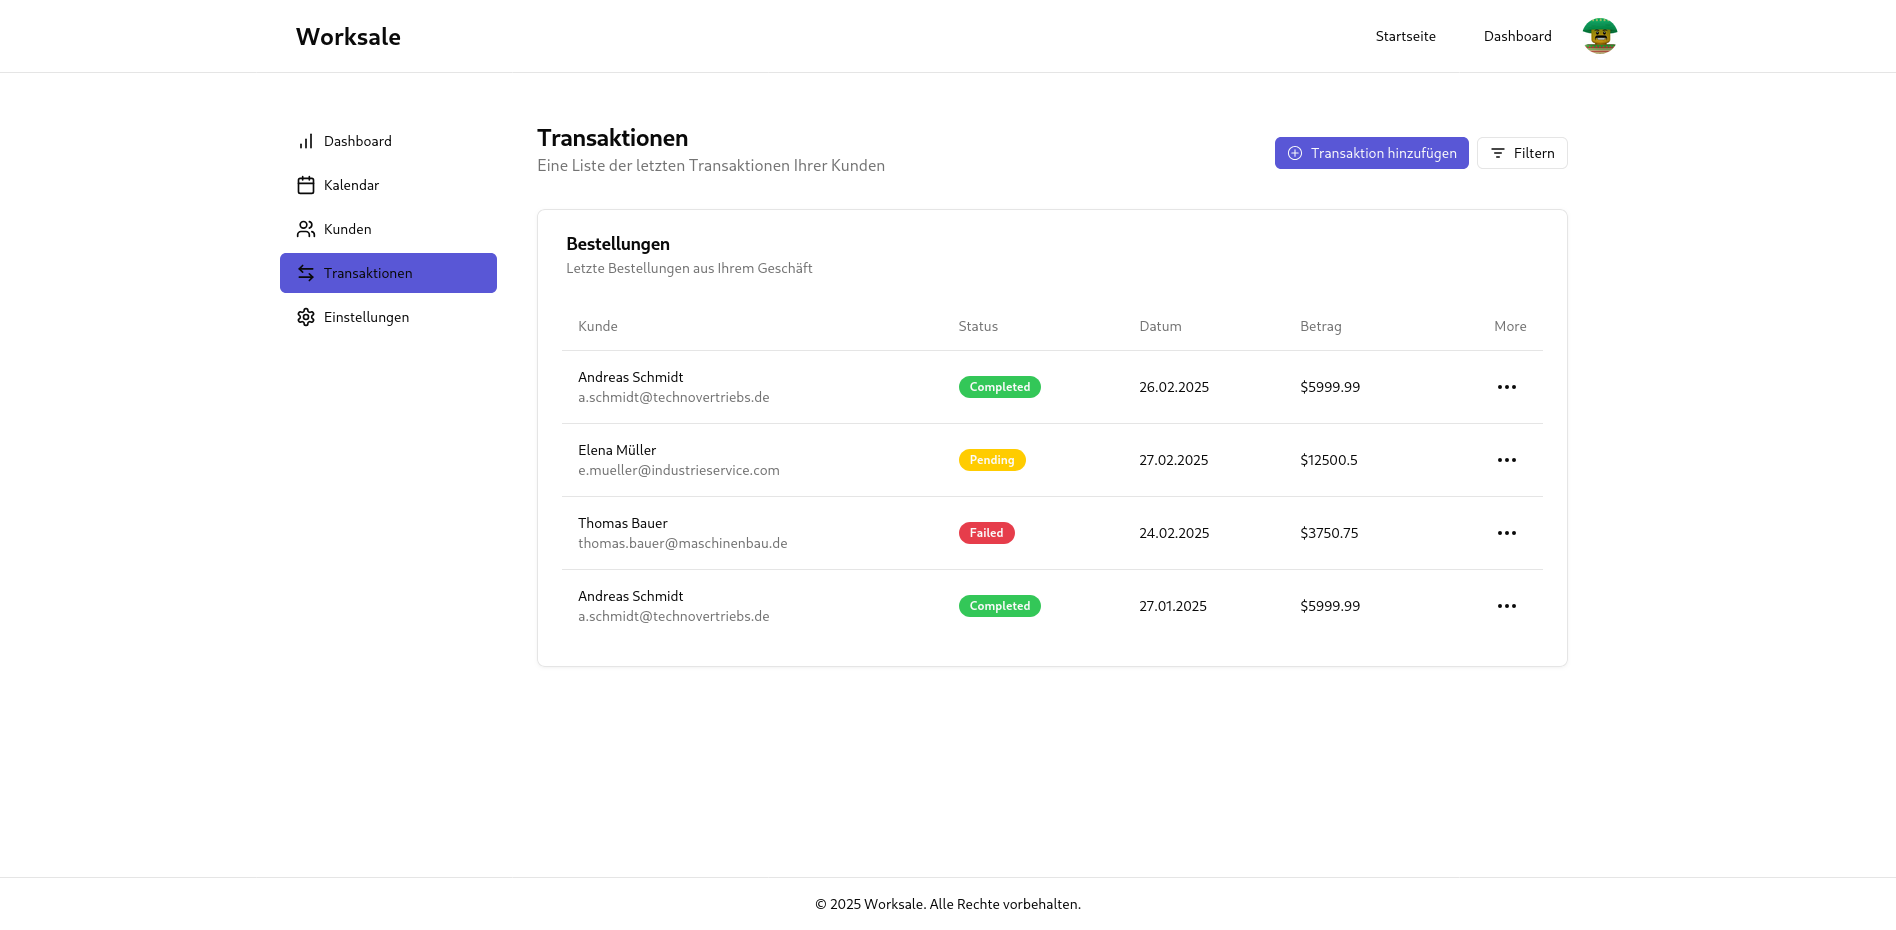 Worksale
Startseite
Dashboard
Dashboard
Kalendar
Kunden
Transaktionen
Einstellungen
Transaktionen
Eine Liste der letzten Transaktionen Ihrer Kunden
Transaktion hinzufügen
Filtern
Bestellungen
Letzte Bestellungen aus Ihrem Geschäft
Kunde Status Datum Betrag More
Andreas Schmidt
a.schmidt@technovertriebs.de
Completed 26.02.2025 $5999.99
Elena Müller
e.mueller@industrieservice.com
Pending 27.02.2025 $12500.5
Thomas Bauer
thomas.bauer@maschinenbau.de
Failed 24.02.2025 $3750.75
Andreas Schmidt
a.schmidt@technovertriebs.de
Completed 27.01.2025 $5999.99
© 2025 Worksale. Alle Rechte vorbehalten.